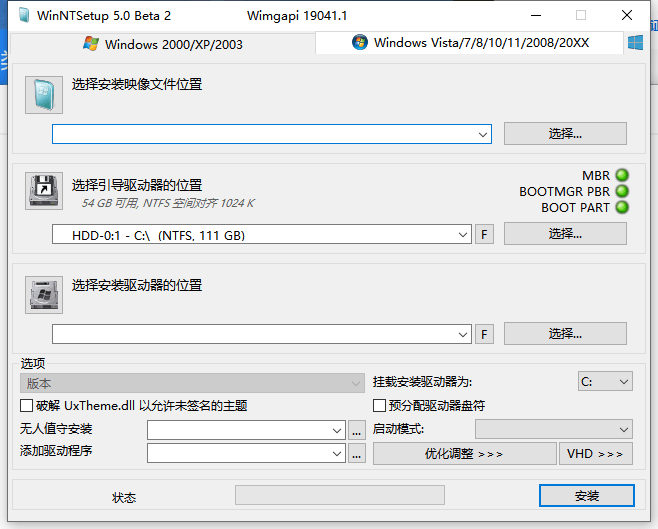 WinNTSetup 5.0 Beta 2 Wimgapi 19041.1
Windows 2000/XP/2003 Windows Vista/7/8/10/11/2008/20XX
选择安装映像文件位置
选择...
选择引导驱动器的位置
54 GB 可用, NTFS 空间对齐 1024 K
MBR
BOOTMGR PBR
BOOT PART
HDD-0:1 - C:\ (NTFS, 111 GB) F 选择...
选择安装驱动器的位置
F 选择...
选项
版本 挂载安装驱动器为: C:
破解 UxTheme.dll 以允许未签名的主题 预分配驱动器盘符
无人值守安装 ... 启动模式:
添加驱动程序 ... 优化调整 >>> VHD >>>
状态 安装